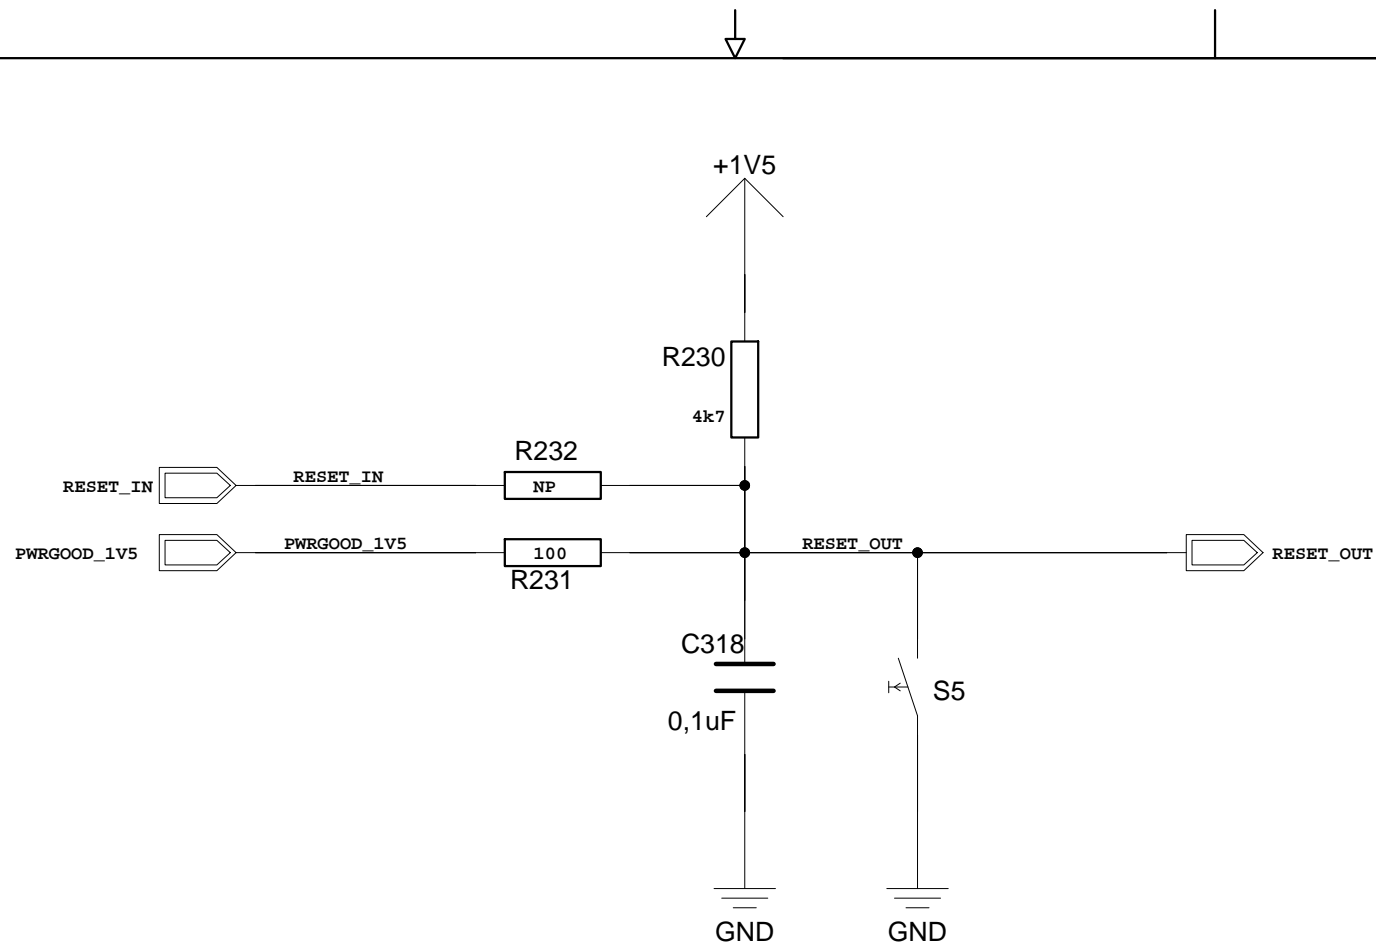 +1V5
R230
4k7
R232
RESET_IN
RESET_IN
NP
PWRGOOD_1V5
PWRGOOD_1V5
100
RESET_OUT
RESET_OUT
R231
C318
S5
0,1uF
GND
GND